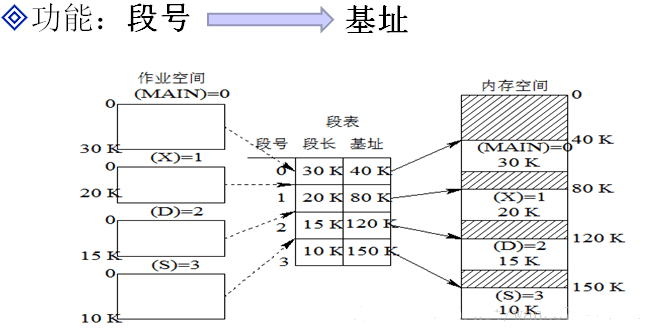 功能：段号 基址
作业空间
(MAIN)=0
0
30 K
(X)=1
0
20 K
(D)=2
0
15 K
(S)=3
0
10 K
段表
段号 段长 基址
0 30 K 40 K
1 20 K 80 K
2 15 K 120 K
3 10 K 150 K
内存空间
0
40 K
(MAIN)=0
30 K
80 K
(X)=1
20 K
120 K
(D)=2
15 K
150 K
(S)=3
10 K